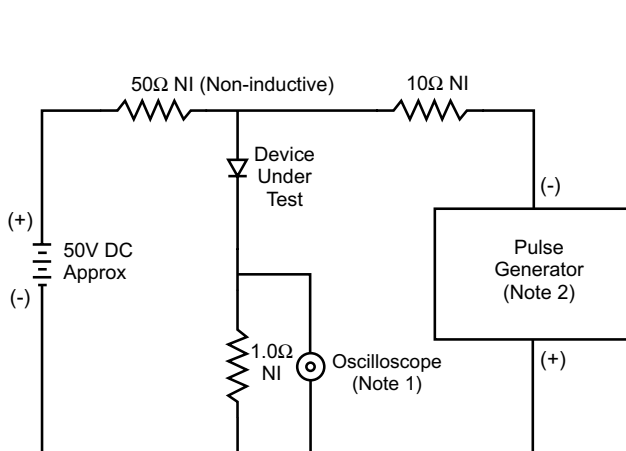 50Ω NI (Non-inductive)
10Ω NI
Device
Under
Test
(-)
(+)
50V DC
Approx
(-)
Pulse
Generator
(Note 2)
1.0Ω
NI
Oscilloscope
(Note 1)
(+)